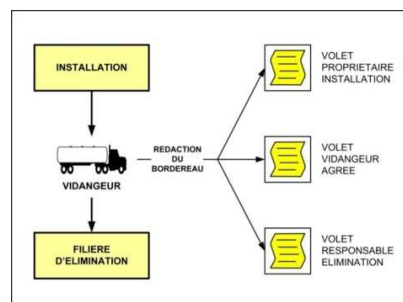 INSTALLATION
VIDANGEUR
FILIERE
D'ELIMINATION
REDACTION
DU
BORDEREAU
VOLET
PROPRIETAIRE
INSTALLATION
VOLET
VIDANGEUR
AGREE
VOLET
RESPONSABLE
ELIMINATION